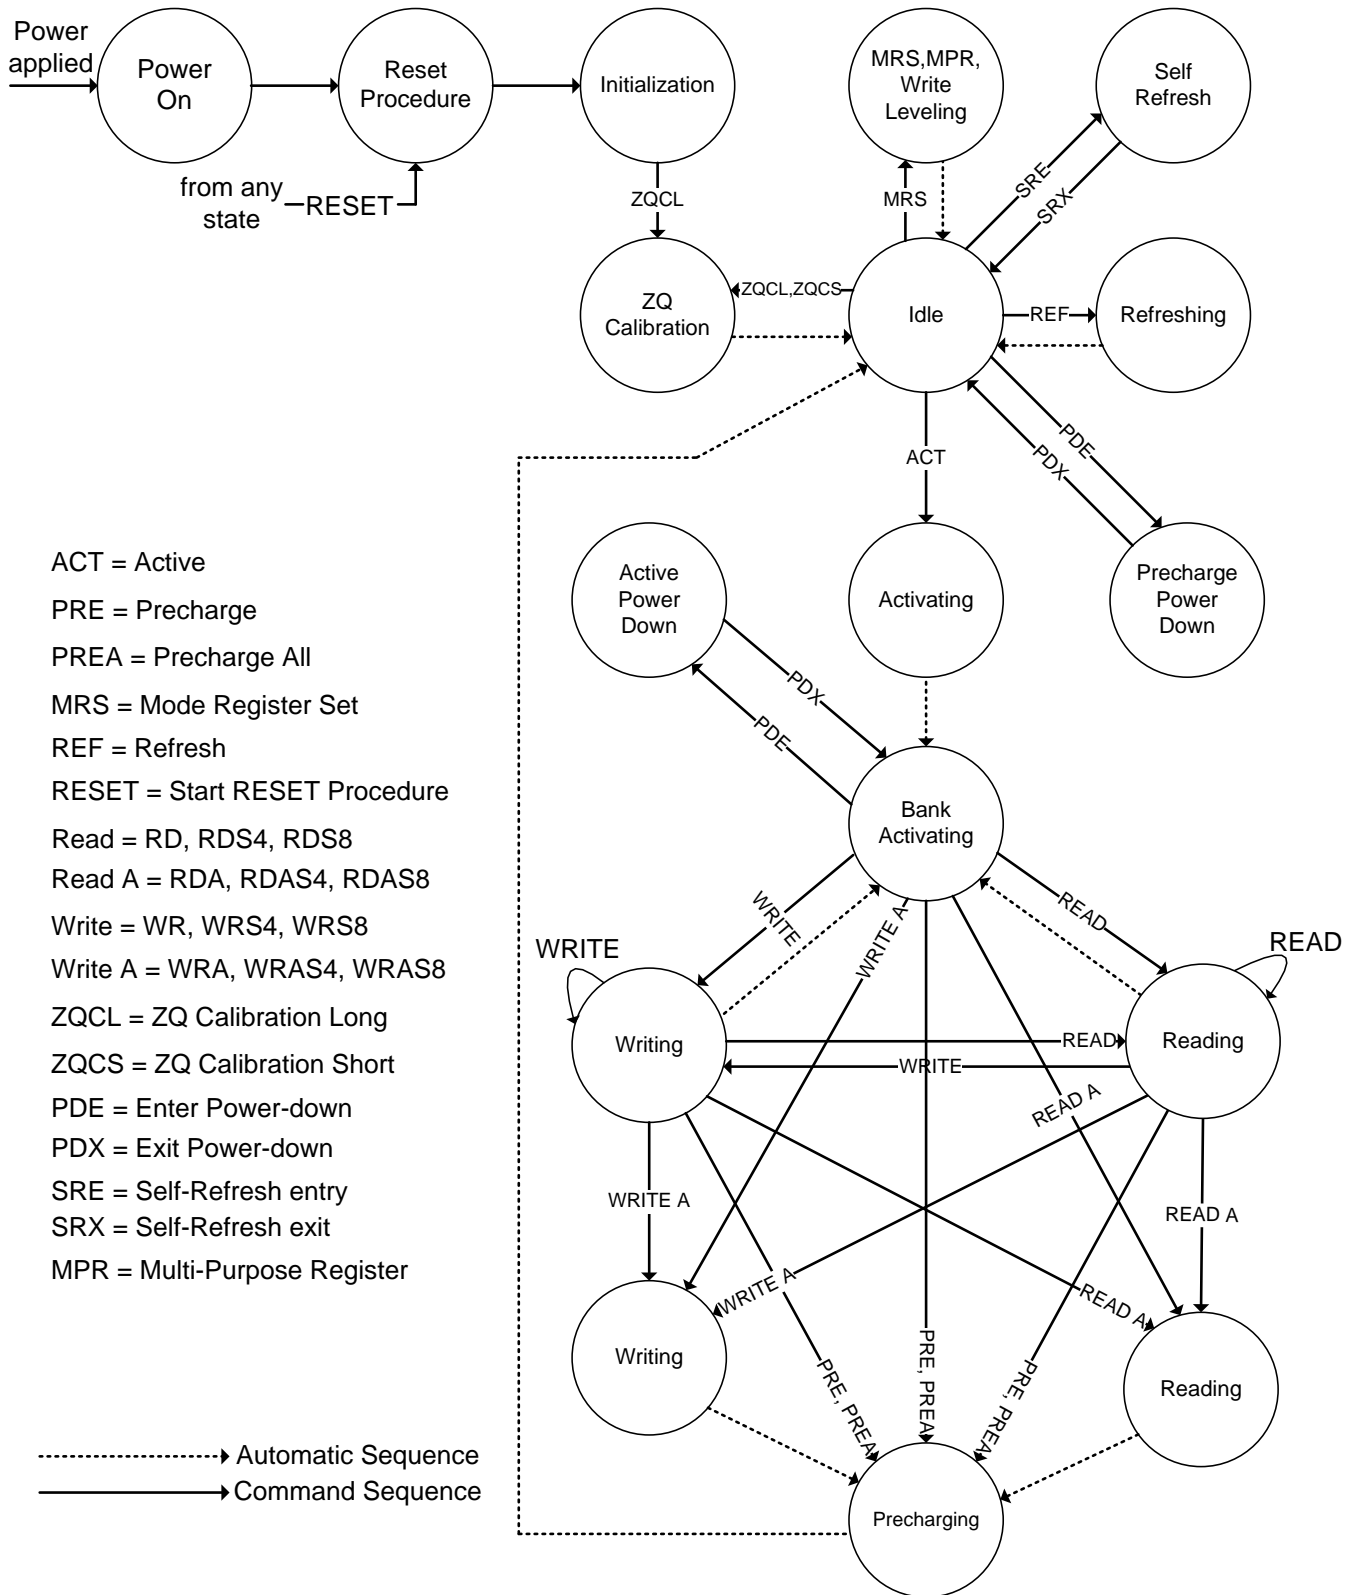 Power
applied
Power
On
Reset
Procedure
Initialization
MRS,MPR,
Write
Leveling
Self
Refresh
from any
state
RESET
ZQCL
MRS
SRE
SRX
ZQ
Calibration
ZQCL,ZQCS
Idle
REF
Refreshing
ACT
PDE
PDX
Active
Power
Down
Activating
Precharge
Power
Down
PDX
PDE
Bank
Activating
ACT = Active
PRE = Precharge
PREA = Precharge All
MRS = Mode Register Set
REF = Refresh
RESET = Start RESET Procedure
Read = RD, RDS4, RDS8
Read A = RDA, RDAS4, RDAS8
Write = WR, WRS4, WRS8
Write A = WRA, WRAS4, WRAS8
ZQCL = ZQ Calibration Long
ZQCS = ZQ Calibration Short
PDE = Enter Power-down
PDX = Exit Power-down
SRE = Self-Refresh entry
SRX = Self-Refresh exit
MPR = Multi-Purpose Register
WRITE
WRITE
WRITE A
READ
READ
Writing
READ
WRITE
Reading
READ A
WRITE A
READ A
WRITE A
READ A
Writing
PRE, PREA
PRE, PREA
PRE, PREA
Reading
Precharging
Automatic Sequence
Command Sequence